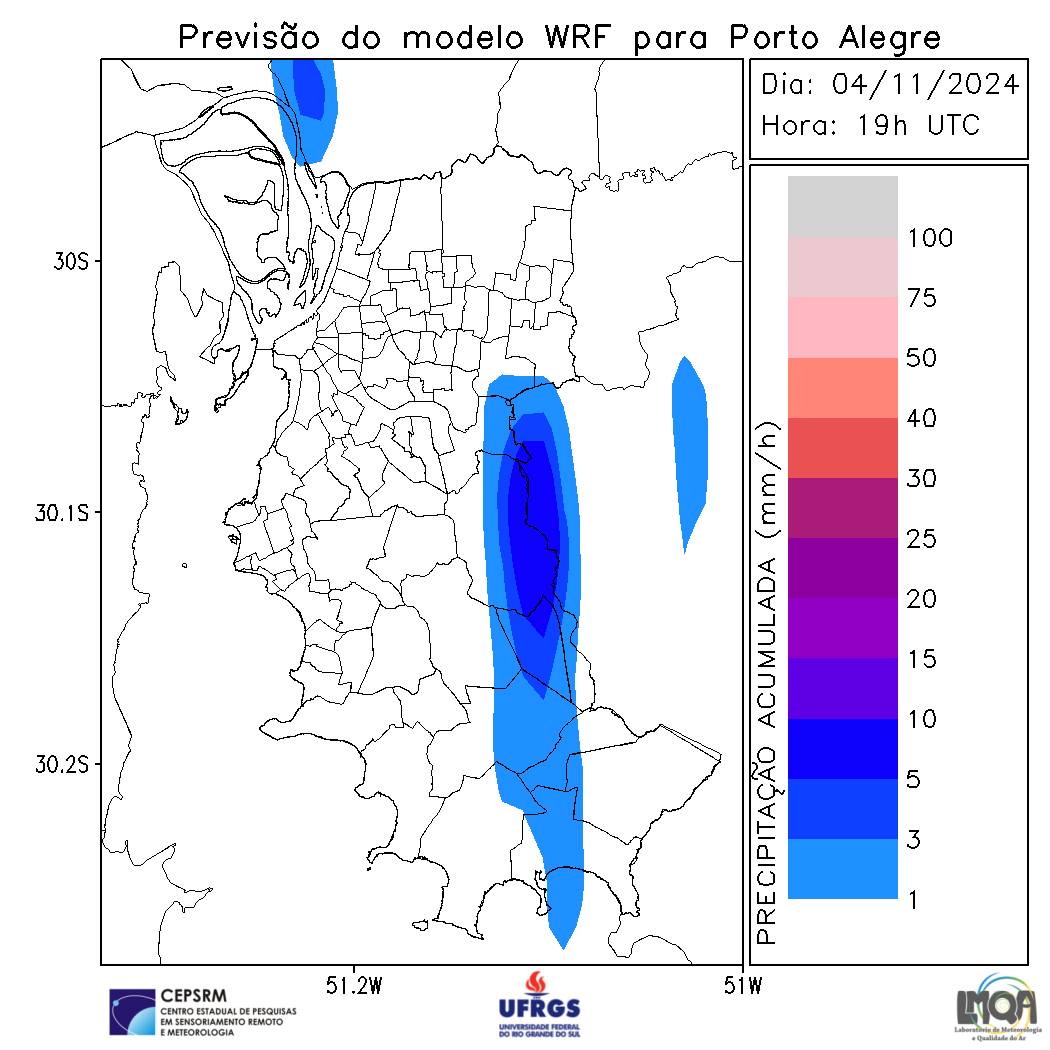 Previsão do modelo WRF para Porto Alegre
Dia: 04/11/2024
Hora: 19h UTC
30S
30.1S
30.2S
51.2W
51W
PRECIPITAÇÃO ACUMULADA (mm/h)
100
75
50
40
30
25
20
15
10
5
3
1
CEPSRM
CENTRO ESTADUAL DE PESQUISAS
EM SENSORIAMENTO REMOTO
E METEOROLOGIA
UFRGS
UNIVERSIDADE FEDERAL
DO RIO GRANDE DO SUL
LMQA
Laboratório de Meteorologia
e Qualidade do Ar